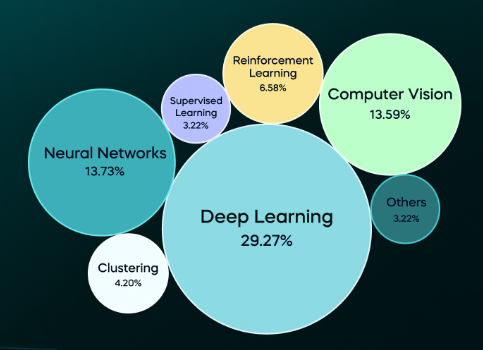 Reinforcement
Learning
6.58%
Supervised
Learning
3.22%
Computer Vision
13.59%
Neural Networks
13.73%
Deep Learning
29.27%
Others
3.22%
Clustering
4.20%